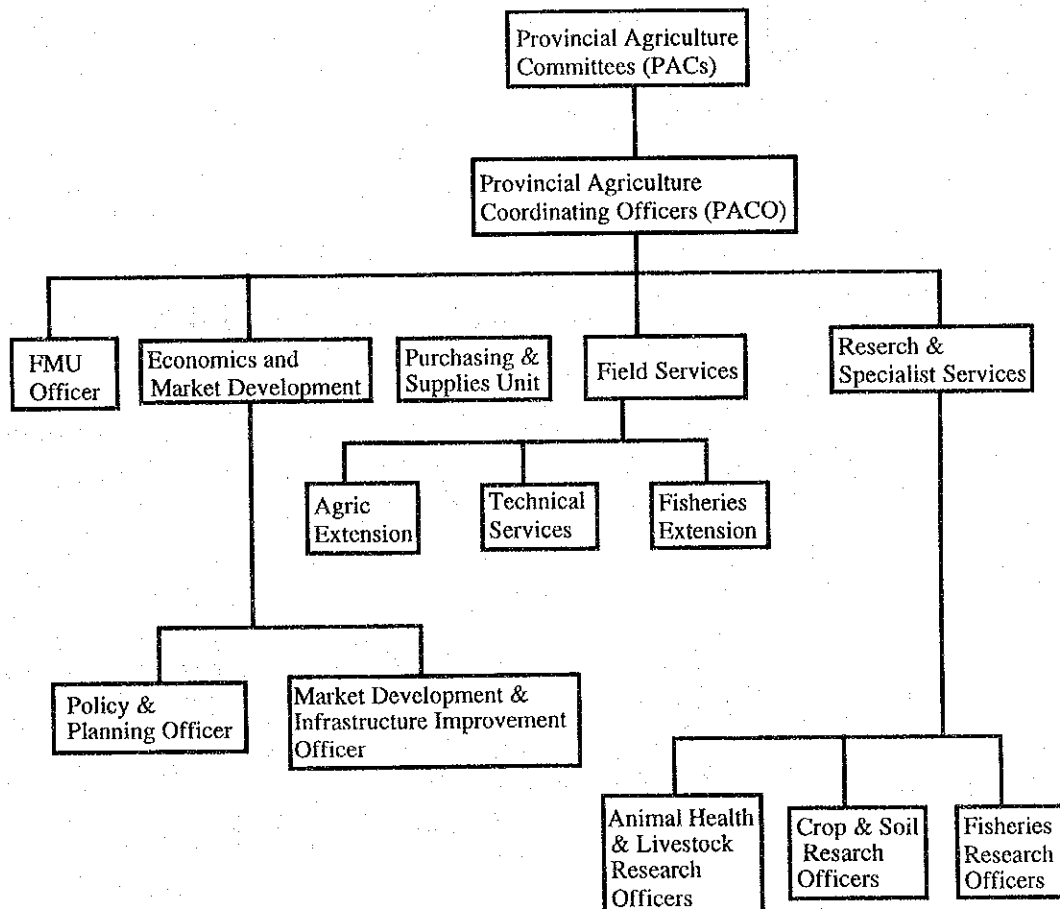 Provincial Agriculture
Committees (PACs)
Provincial Agriculture
Coordinating Officers (PACO)
FMU
Officer
Economics and
Market Development
Purchasing &
Supplies Unit
Field Services
Reserch &
Specialist Services
Agric
Extension
Technical
Services
Fisheries
Extension
Policy &
Planning Officer
Market Development &
Infrastructure Improvement
Officer
Animal Health
& Livestock
Research
Officers
Crop & Soil
Resarch
Officers
Fisheries
Research
Officers